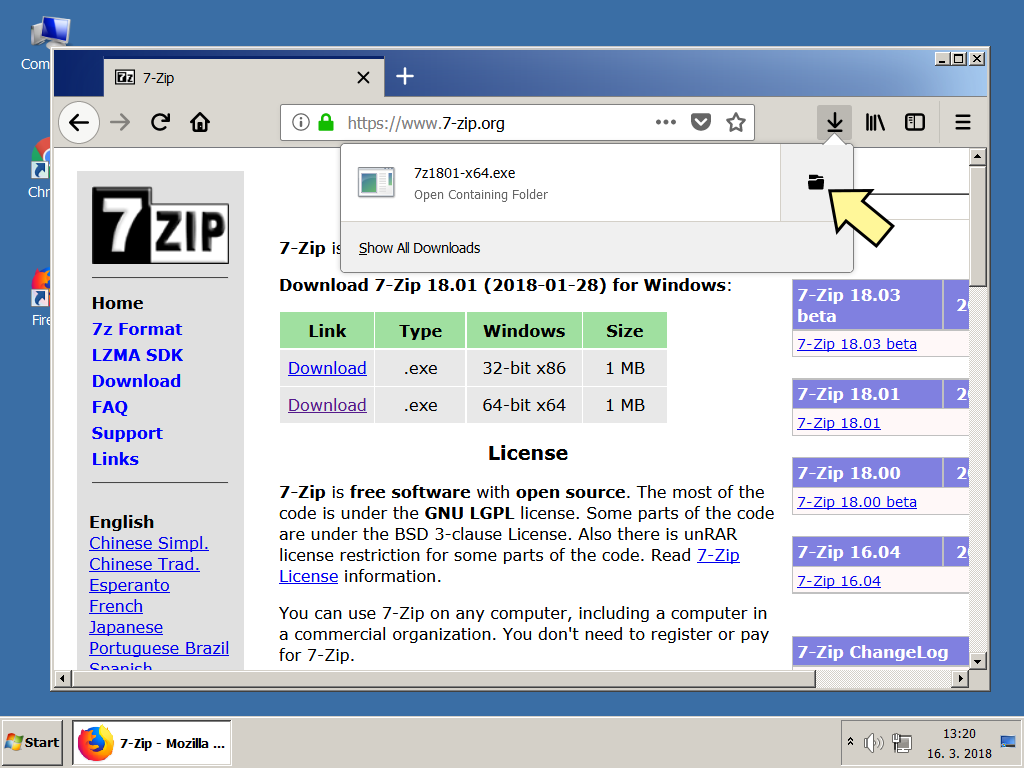 Com
Chr
Fire
7z 7-Zip
https://www.7-zip.org
7z1801-x64.exe
Open Containing Folder
Show All Downloads
7 ZIP
Home
7z Format
LZMA SDK
Download
FAQ
Support
Links
English
Chinese Simpl.
Chinese Trad.
Esperanto
French
Japanese
Portuguese Brazil
Spanish
7-Zip is
Download 7-Zip 18.01 (2018-01-28) for Windows:
Link Type Windows Size
Download .exe 32-bit x86 1 MB
Download .exe 64-bit x64 1 MB
License
7-Zip is free software with open source. The most of the
code is under the GNU LGPL license. Some parts of the code
are under the BSD 3-clause License. Also there is unRAR
license restriction for some parts of the code. Read 7-Zip
License information.
You can use 7-Zip on any computer, including a computer in
a commercial organization. You don't need to register or pay
for 7-Zip.
7-Zip 18.03
beta
20
7-Zip 18.03 beta
7-Zip 18.01 20
7-Zip 18.01
7-Zip 18.00 20
7-Zip 18.00 beta
7-Zip 16.04 20
7-Zip 16.04
7-Zip ChangeLog
Start
7-Zip - Mozilla ...
13:20
16. 3. 2018